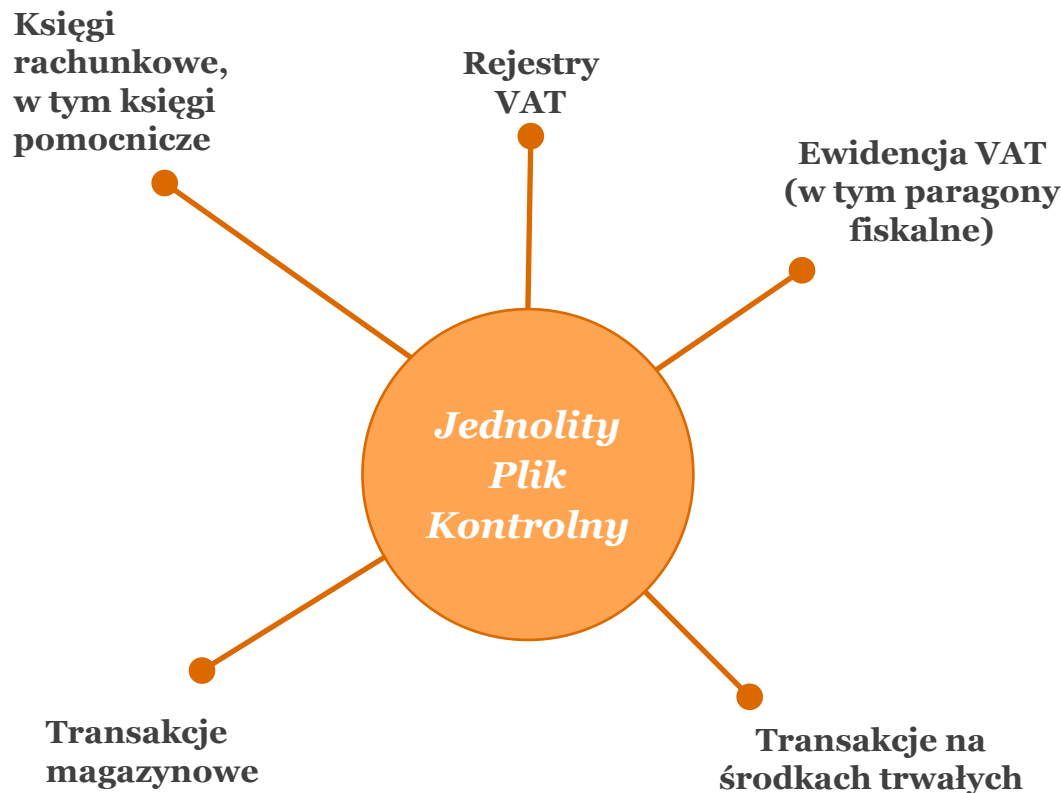 Księgi
rachunkowe,
w tym księgi
pomocnicze
Rejestry
VAT
Ewidencja VAT
(w tym paragony
fiskalne)
Jednolity
Plik
Kontrolny
Transakcje
magazynowe
Transakcje na
środkach trwałych